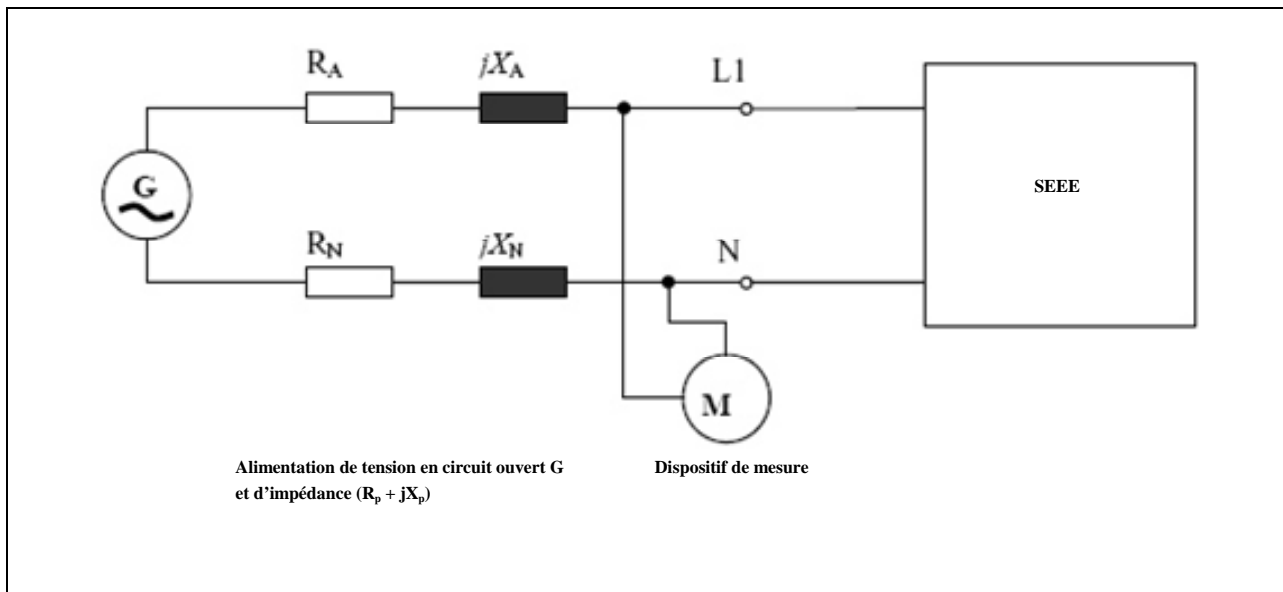 R_A
jX_A
L1
G
SEEE
R_N
jX_N
N
M
Alimentation de tension en circuit ouvert G
et d’impédance (R_p + jX_p)
Dispositif de mesure